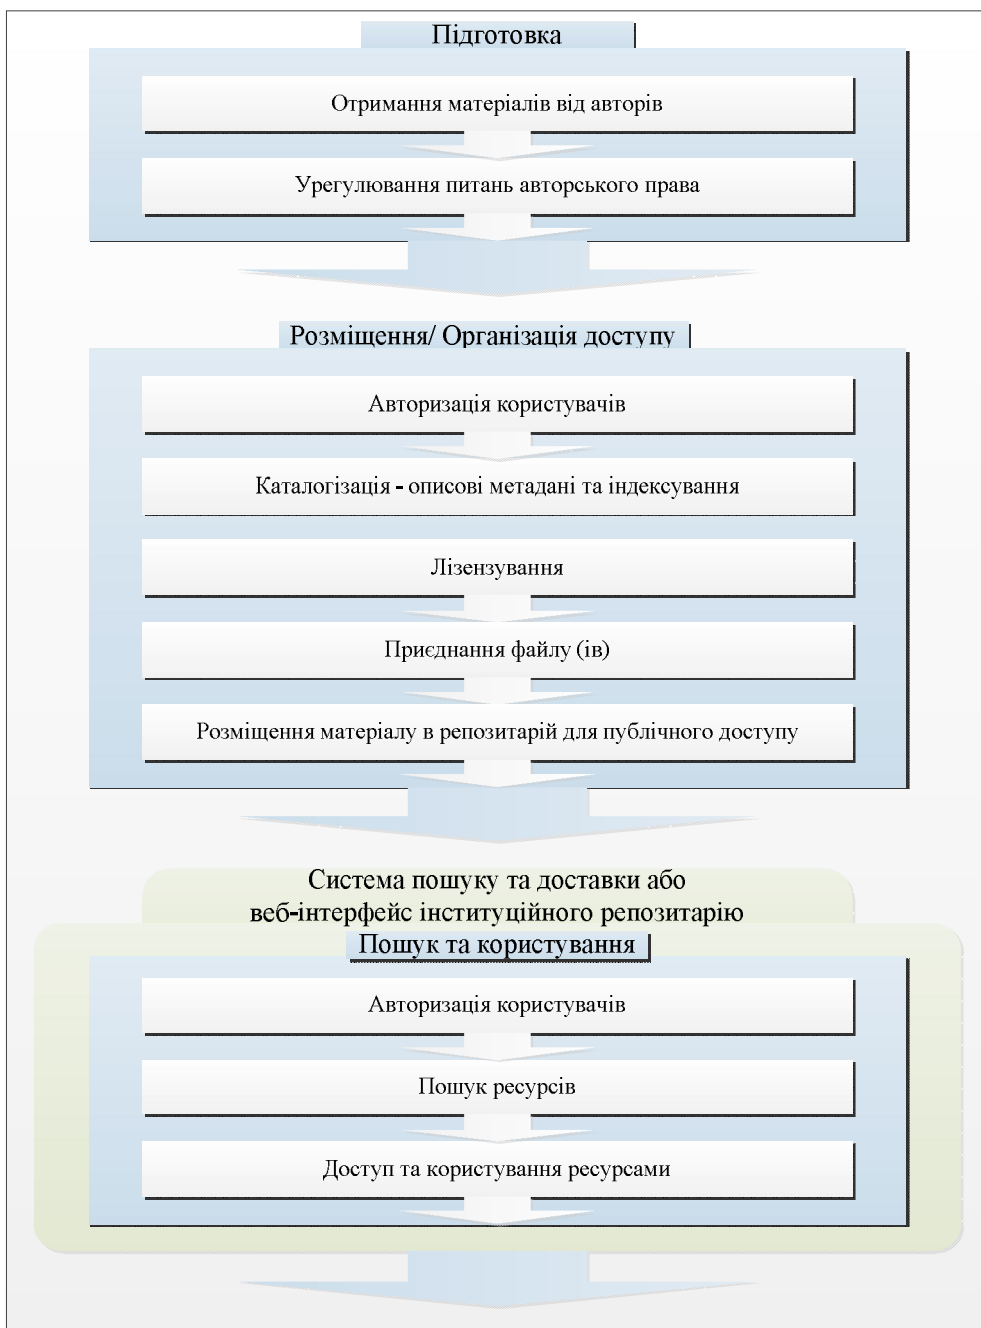 Підготовка
Отримання матеріалів від авторів
Урегулювання питань авторського права
Розміщення/ Організація доступу
Авторизація користувачів
Каталогізація - описові метадані та індексування
Лізензування
Приєднання файлу (ів)
Розміщення матеріалу в репозитарій для публічного доступу
Система пошуку та доставки або
веб-інтерфейс інституційного репозитарію
Пошук та користування
Авторизація користувачів
Пошук ресурсів
Доступ та користування ресурсами